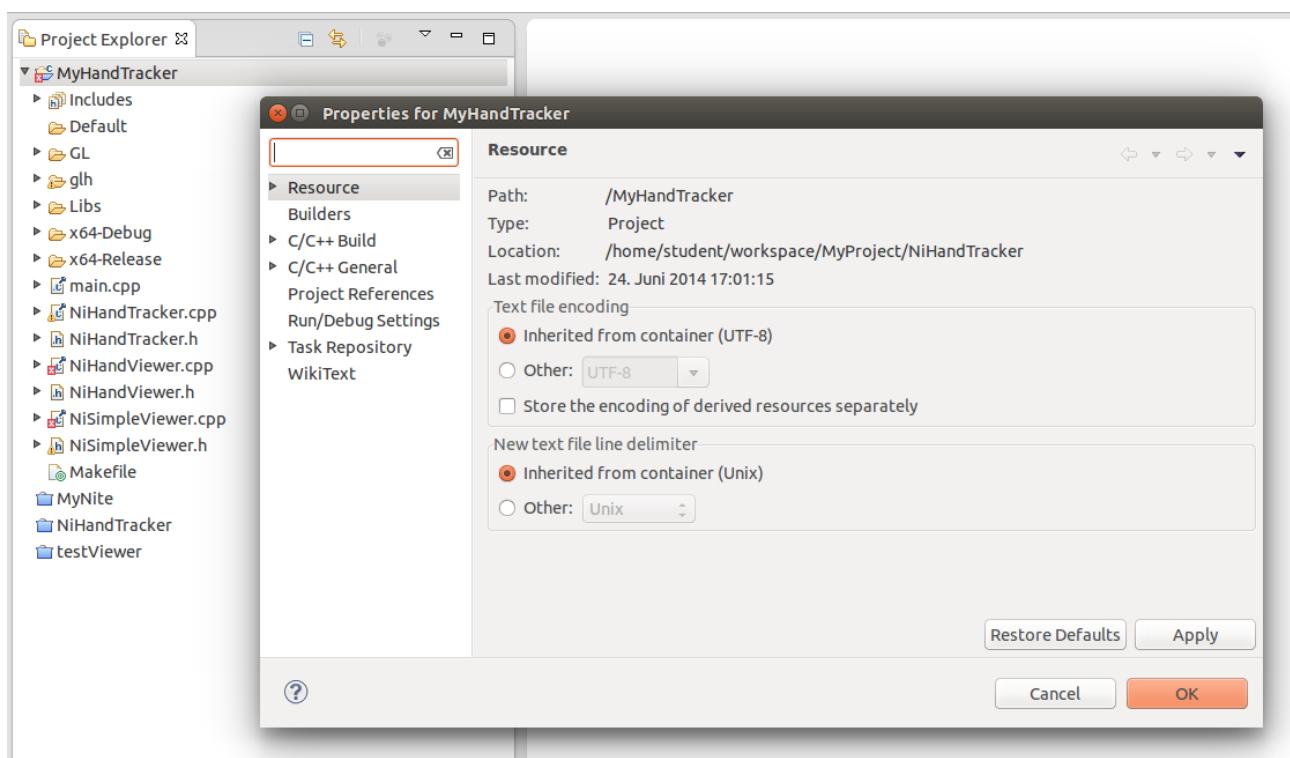 Project Explorer
MyHandTracker
Includes
Default
GL
glh
Libs
x64-Debug
x64-Release
main.cpp
NiHandTracker.cpp
NiHandTracker.h
NiHandViewer.cpp
NiHandViewer.h
NiSimpleViewer.cpp
NiSimpleViewer.h
Makefile
MyNite
NiHandTracker
testViewer
Properties for MyHandTracker
Resource
Builders
C/C++ Build
C/C++ General
Project References
Run/Debug Settings
Task Repository
WikiText
Resource
Path: /MyHandTracker
Type: Project
Location: /home/student/workspace/MyProject/NiHandTracker
Last modified: 24. Juni 2014 17:01:15
Text file encoding
Inherited from container (UTF-8)
Other: UTF-8
Store the encoding of derived resources separately
New text file line delimiter
Inherited from container (Unix)
Other: Unix
Restore Defaults Apply
? Cancel OK